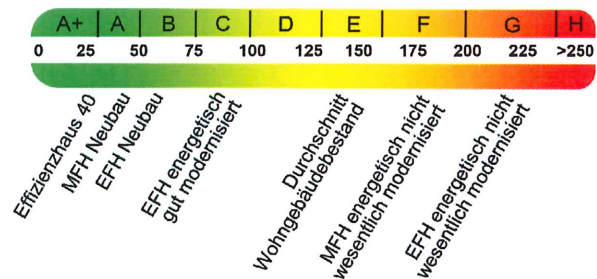 A+ A B C D E F G H
0 25 50 75 100 125 150 175 200 225 >250
Effizienzhaus 40
MFH Neubau
EFH Neubau
EFH energetisch
gut modernisiert
Durchschnitt
Wohngebäudebestand
MFH energetisch nicht
wesentlich modernisiert
EFH energetisch nicht
wesentlich modernisiert